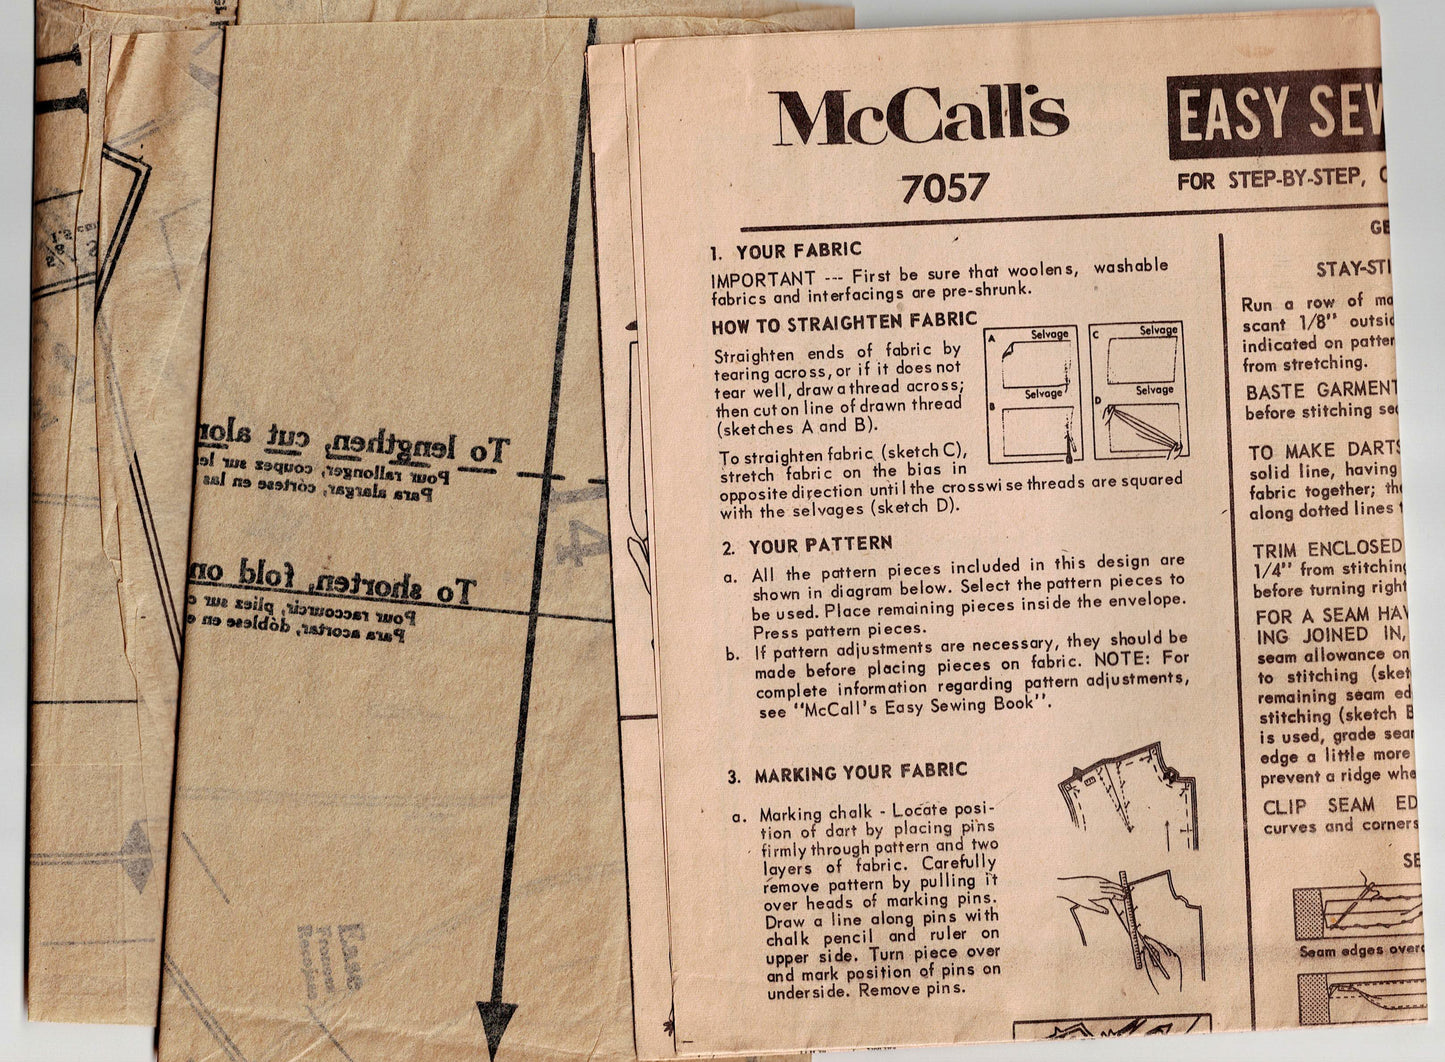 McCall's
7057
EASY SEW
FOR STEP-BY-STEP,
1. YOUR FABRIC
IMPORTANT --- First be sure that woolens, washable
fabrics and interfacings are pre-shrunk.
HOW TO STRAIGHTEN FABRIC
Straighten ends of fabric by
tearing across, or if it does not
tear well, draw a thread across;
then cut on line of drawn thread
(sketches A and B).
To straighten fabric (sketch C),
stretch fabric on the bias in
opposite direction until the crosswise threads are squared
with the selvages (sketch D).
A Selvage
Selvage
B
C Selvage
Selvage
D
2. YOUR PATTERN
a. All the pattern pieces included in this design are
shown in diagram below. Select the pattern pieces to
be used. Place remaining pieces inside the envelope.
Press pattern pieces.
b. If pattern adjustments are necessary, they should be
made before placing pieces on fabric. NOTE: For
complete information regarding pattern adjustments,
see "McCall's Easy Sewing Book".
3. MARKING YOUR FABRIC
a. Marking chalk - Locate posi-
tion of dart by placing pins
firmly through pattern and two
layers of fabric. Carefully
remove pattern by pulling it
over heads of marking pins.
Draw a line along pins with
chalk pencil and ruler on
upper side. Turn piece over
and mark position of pins on
underside. Remove pins.
GE
STAY-STI
Run a row of ma
scant 1/8" outsid
indicated on patter
from stretching.
BASTE GARMENT
before stitching sea
TO MAKE DARTS
solid line, having
fabric together; the
along dotted lines
TRIM ENCLOSED
1/4" from stitching
before turning right
FOR A SEAM HAV
ING JOINED IN,
seam allowance on
to stitching (sket
remaining seam ed
stitching (sketch B
is used, grade sear
edge a little more
prevent a ridge whe
CLIP SEAM ED
curves and corners
SE
Seam edges overc
To lengthen, cut alon
Pour rallonger, coupez sur le
Para alargar, córtese en las
To shorten, fold on
Pour raccourcir, pliez sur
Para acortar, dóblese en
14
Ease
Froncez
Recójase